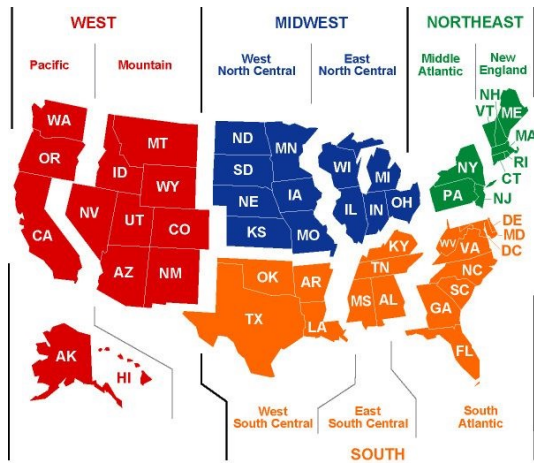 WEST
MIDWEST
NORTHEAST
Pacific
Mountain
West
North Central
East
North Central
Middle
Atlantic
New
England
WA
OR
CA
MT
ID
WY
NV
UT
CO
AZ
NM
AK
HI
ND
SD
NE
KS
MN
IA
MO
WI
MI
IL
IN
OH
NH
VT
ME
MA
RI
CT
NJ
NY
PA
OK
TX
AR
LA
KY
TN
MS
AL
DE
MD
DC
WV
VA
NC
SC
GA
FL
West
South Central
East
South Central
South
Atlantic
SOUTH